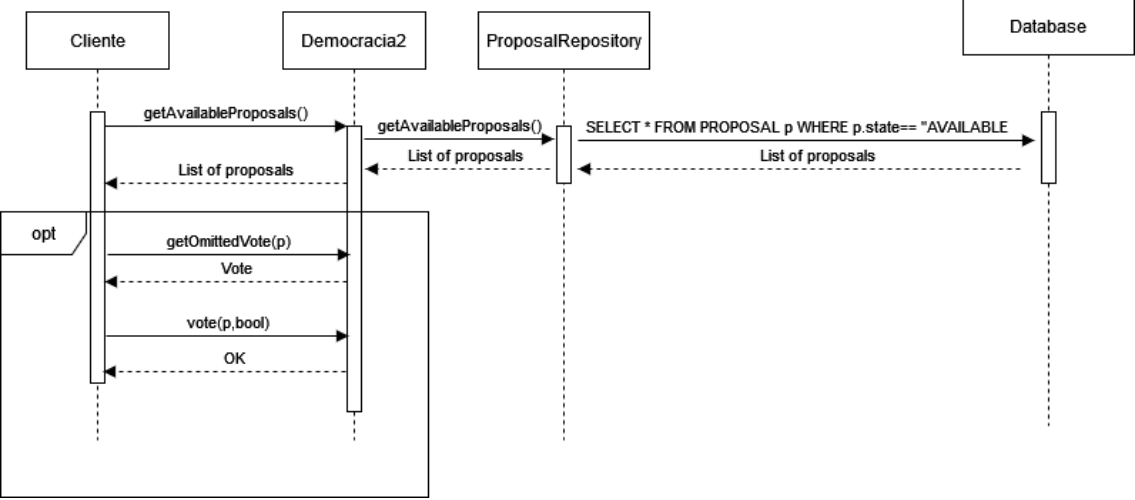 Cliente
Democracia2
ProposalRepository
Database
getAvailableProposals()
getAvailableProposals()
SELECT * FROM PROPOSAL p WHERE p.state== "AVAILABLE
List of proposals
List of proposals
List of proposals
opt
getOmittedVote(p)
Vote
vote(p,bool)
OK